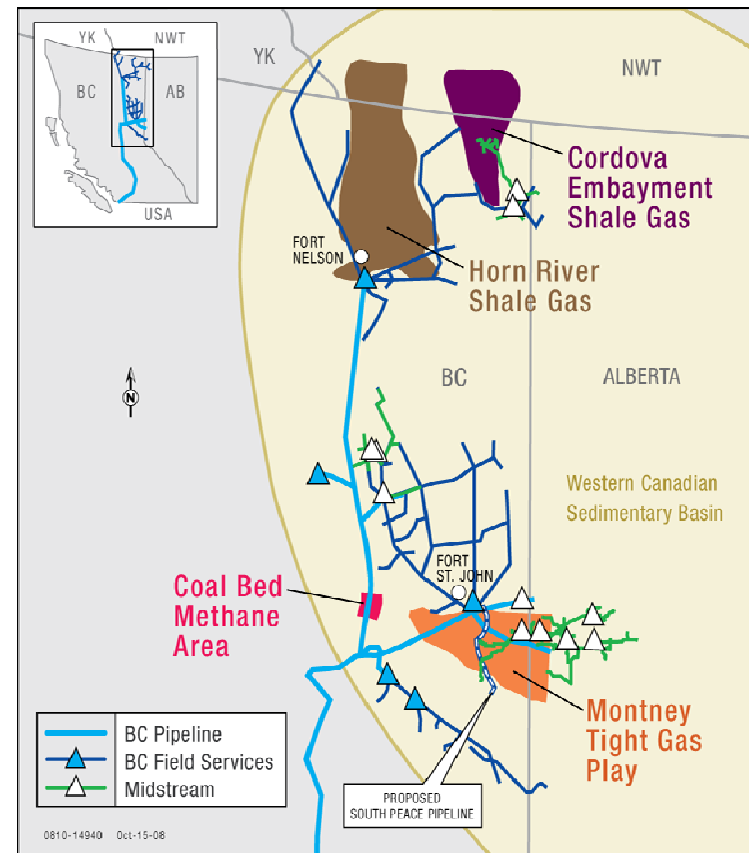 YK
NWT
BC
AB
USA
YK
NWT
Cordova
Embayment
Shale Gas
FORT
NELSON
Horn River
Shale Gas
BC
ALBERTA
N
Western Canadian
Sedimentary Basin
FORT
ST. JOHN
Coal Bed
Methane
Area
Montney
Tight Gas
Play
BC Pipeline
BC Field Services
Midstream
PROPOSED
SOUTH PEACE PIPELINE
0810-14940 Oct-15-08